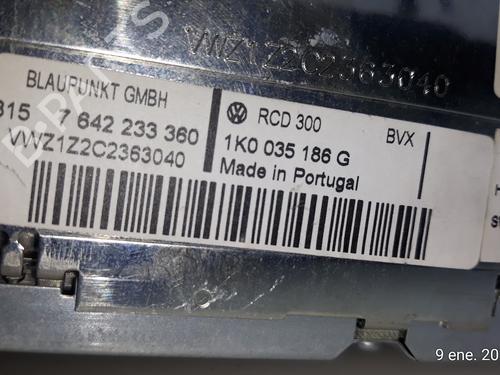 VWZ1Z2C2363040
BLAUPUNKT GMBH
815 7 642 233 360
VWZ1Z2C2363040
RCD 300
BVX
1K0 035 186 G
Made in Portugal
9 ene. 20